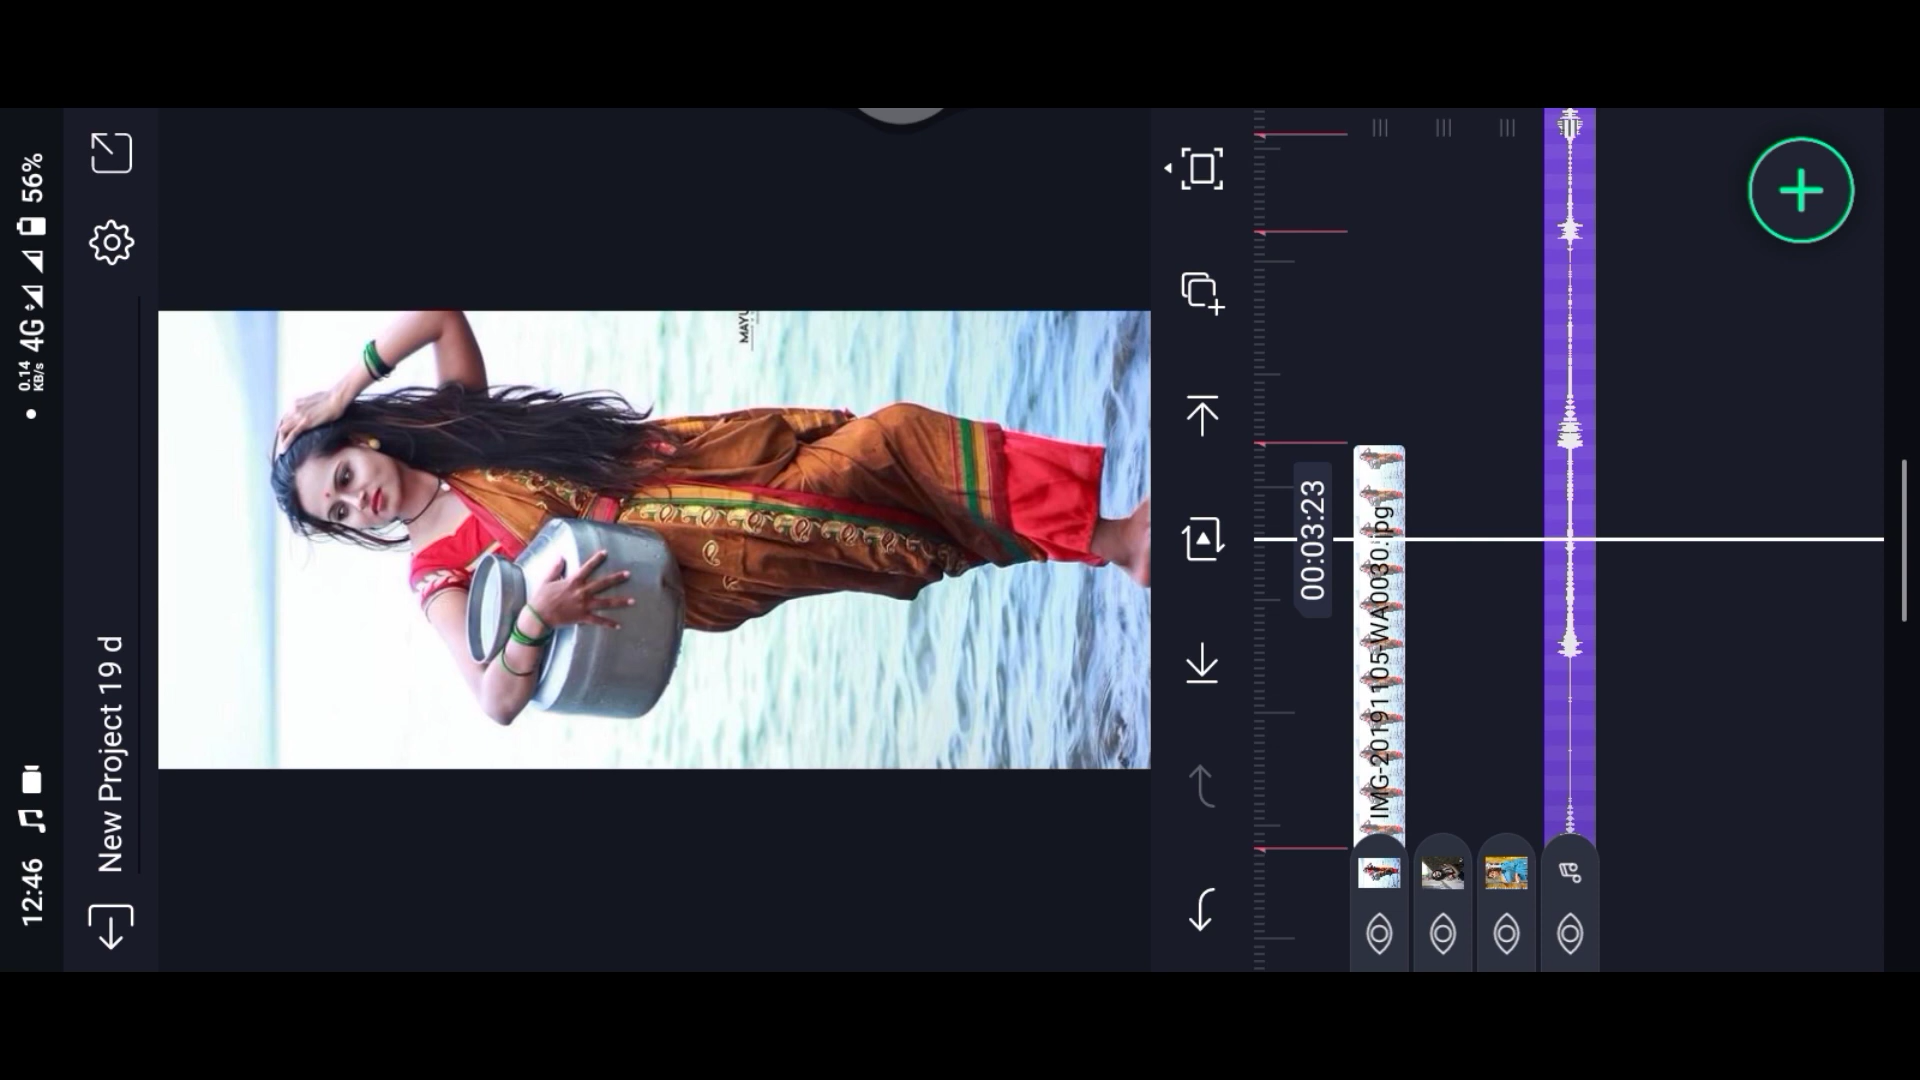 12:46
0.14
KB/s
4G
56%
New Project 19 d
MAYU
00:03:23
IMG-20191105-WA0030.jpg